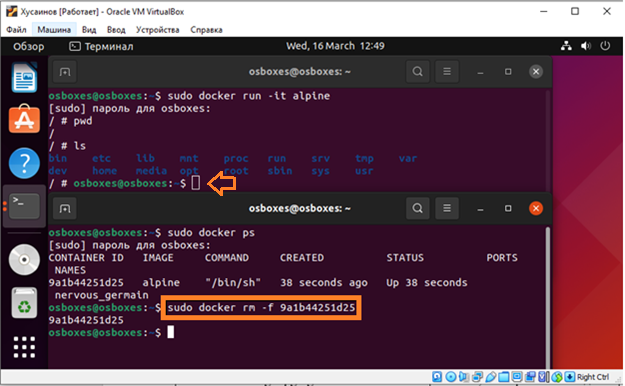 Хусаинов [Работает] - Oracle VM VirtualBox
Файл Машина Вид Ввод Устройства Справка
Обзор Терминал Wed, 16 March 12:49
osboxes@osboxes: ~
osboxes@osboxes:~$ sudo docker run -it alpine
[sudo] пароль для osboxes:
/ # pwd
/
/ # ls
bin etc lib mnt proc run srv tmp var
dev home media opt root sbin sys usr
/ # osboxes@osboxes:~$
osboxes@osboxes: ~
osboxes@osboxes:~$ sudo docker ps
[sudo] пароль для osboxes:
CONTAINER ID IMAGE COMMAND CREATED STATUS PORTS
NAMES
9a1b44251d25 alpine "/bin/sh" 38 seconds ago Up 38 seconds
nervous_germain
osboxes@osboxes:~$ sudo docker rm -f 9a1b44251d25
9a1b44251d25
osboxes@osboxes:~$
Right Ctrl